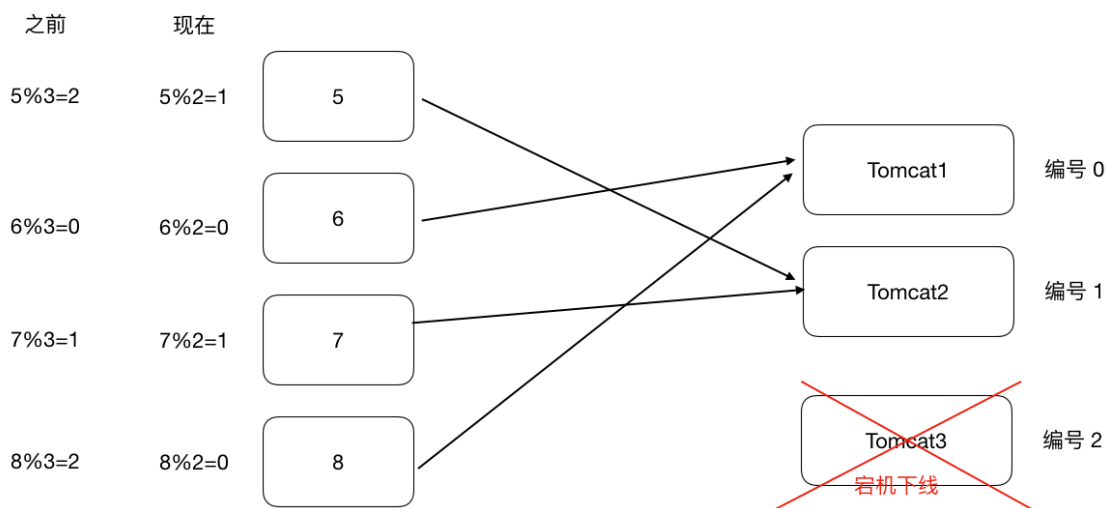 之前 现在
5%3=2 5%2=1 5
Tomcat1 编号 0
6%3=0 6%2=0 6
Tomcat2 编号 1
7%3=1 7%2=1 7
Tomcat3 编号 2
8%3=2 8%2=0 8
宕机下线